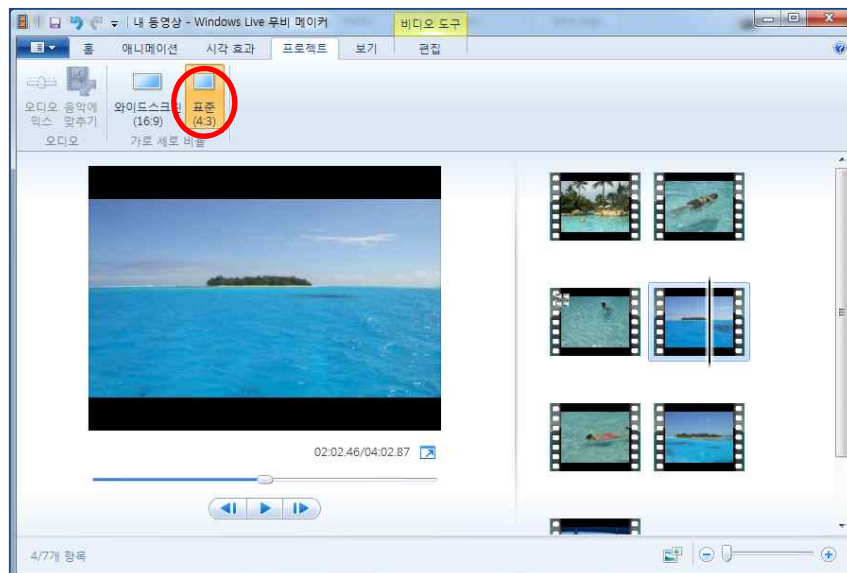 내 동영상 - Windows Live 무비 메이커
비디오 도구
홈 애니메이션 시각 효과 프로젝트 보기 편집
오디오 믹스
음악에 맞추기
와이드스크린 (16:9)
표준 (4:3)
오디오
가로 세로 비율
02:02.46/04:02.87
4/7개 항목